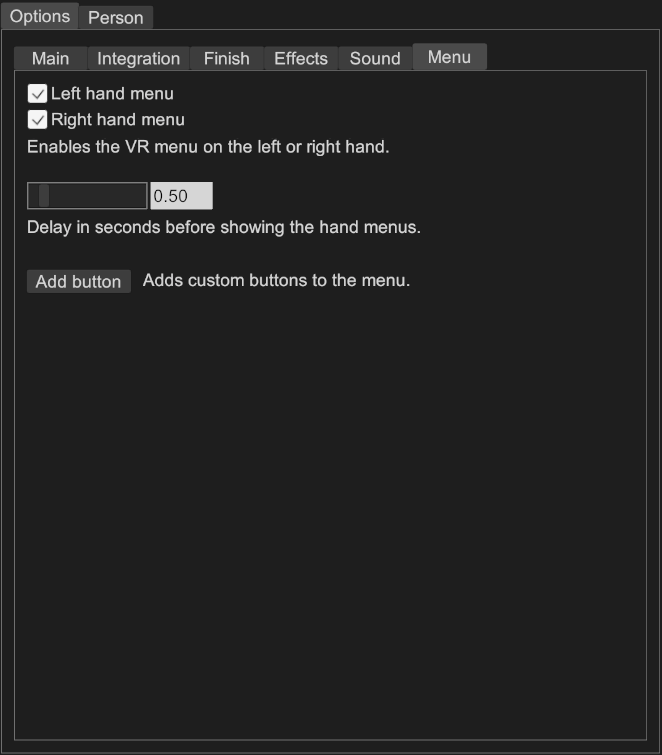 Options Person
Main Integration Finish Effects Sound Menu
Left hand menu
Right hand menu
Enables the VR menu on the left or right hand.
0.50
Delay in seconds before showing the hand menus.
Add button Adds custom buttons to the menu.